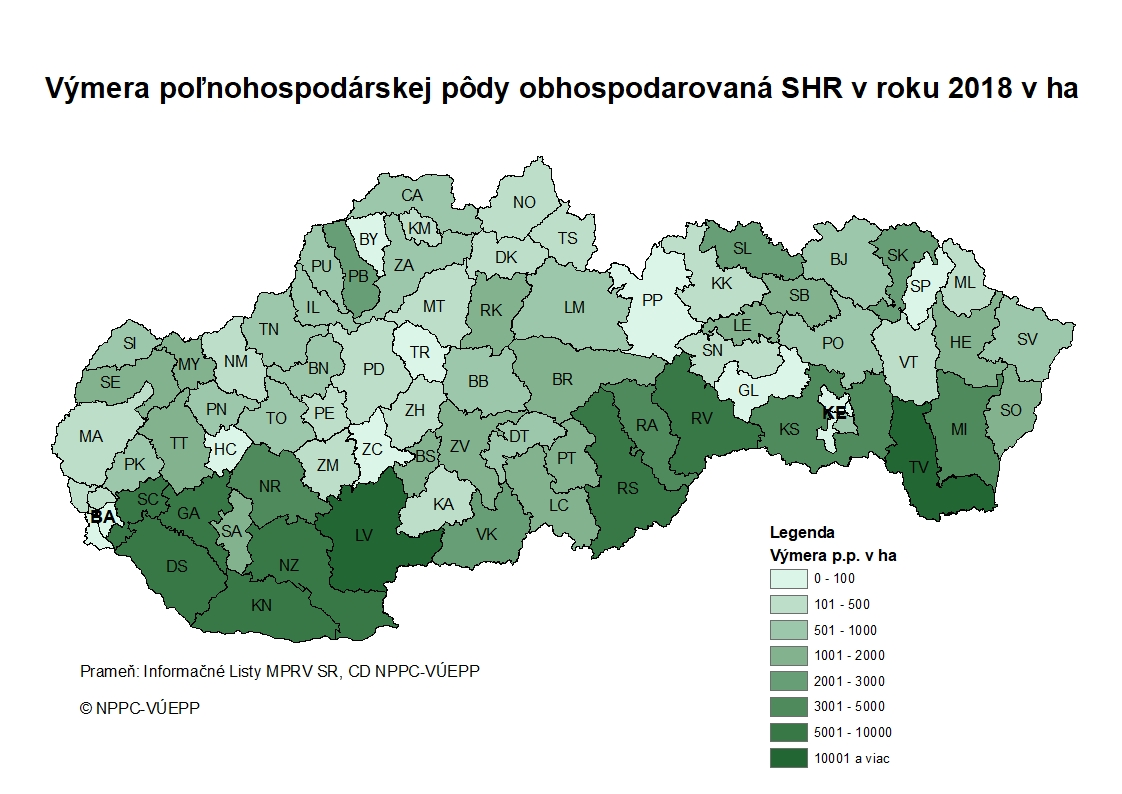 Výmera poľnohospodárskej pôdy obhospodarovaná SHR v roku 2018 v ha
CA
NO
KM
BY
TS
SL
DK
SK
BJ
PU
ZA
PB
KK
ML
SP
SB
PP
MT
RK
LM
IL
TN
LE
SI
PO
HE
SV
SN
TR
MY
NM
VT
BN
PD
BB
BR
SE
GL
PN
TO
PE
ZH
SO
KE
RV
RA
KS
MI
MA
TT
HC
ZC
ZV
DT
BS
PT
PK
ZM
TV
NR
RS
SC
KA
LC
GA
BA
SA
LV
VK
DS
NZ
KN
Legenda
Výmera p.p. v ha
0 - 100
101 - 500
501 - 1000
1001 - 2000
2001 - 3000
3001 - 5000
5001 - 10000
10001 a viac
Prameň: Informačné Listy MPRV SR, CD NPPC-VÚEPP
© NPPC-VÚEPP